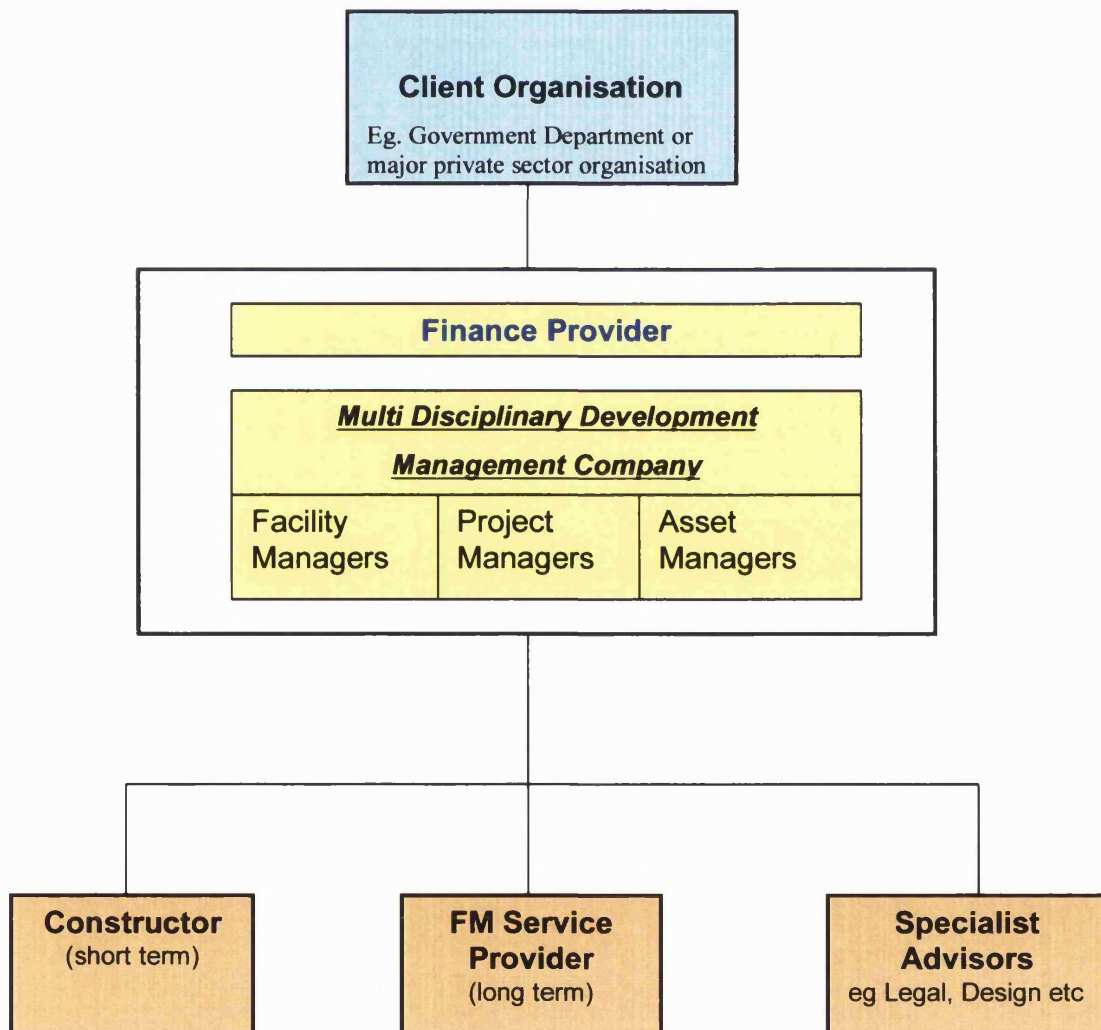 Client Organisation
Eg. Government Department or
major private sector organisation
Finance Provider
Multi Disciplinary Development
Management Company
Facility
Managers
Project
Managers
Asset
Managers
Constructor
(short term)
FM Service
Provider
(long term)
Specialist
Advisors
eg Legal, Design etc